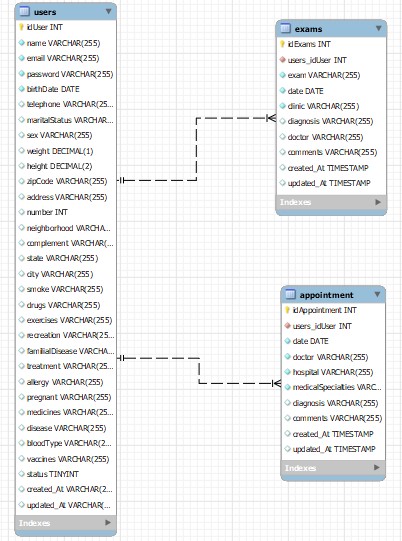 users
idUser INT
name VARCHAR(255)
email VARCHAR(255)
password VARCHAR(255)
birthDate DATE
telephone VARCHAR(25...
maritalStatus VARCHAR...
sex VARCHAR(255)
weight DECIMAL(1)
height DECIMAL(2)
zipCode VARCHAR(255)
address VARCHAR(255)
number INT
neighborhood VARCHA...
complement VARCHAR(...
state VARCHAR(255)
city VARCHAR(255)
smoke VARCHAR(255)
drugs VARCHAR(255)
exercises VARCHAR(255)
recreation VARCHAR(25...
familialDisease VARCHA...
treatment VARCHAR(25...
allergy VARCHAR(255)
pregnant VARCHAR(255)
medicines VARCHAR(25...
disease VARCHAR(255)
bloodType VARCHAR(2...
vaccines VARCHAR(255)
status TINYINT
created_At VARCHAR(2...
updated_At VARCHAR(...
Indexes
exams
idExams INT
users_idUser INT
exam VARCHAR(255)
date DATE
clinic VARCHAR(255)
diagnosis VARCHAR(255)
doctor VARCHAR(255)
comments VARCHAR(255)
created_At TIMESTAMP
updated_At TIMESTAMP
Indexes
appointment
idAppointment INT
users_idUser INT
date DATE
doctor VARCHAR(255)
hospital VARCHAR(255)
medicalSpecialties VARC...
diagnosis VARCHAR(255)
comments VARCHAR(255)
created_At TIMESTAMP
updated_At TIMESTAMP
Indexes